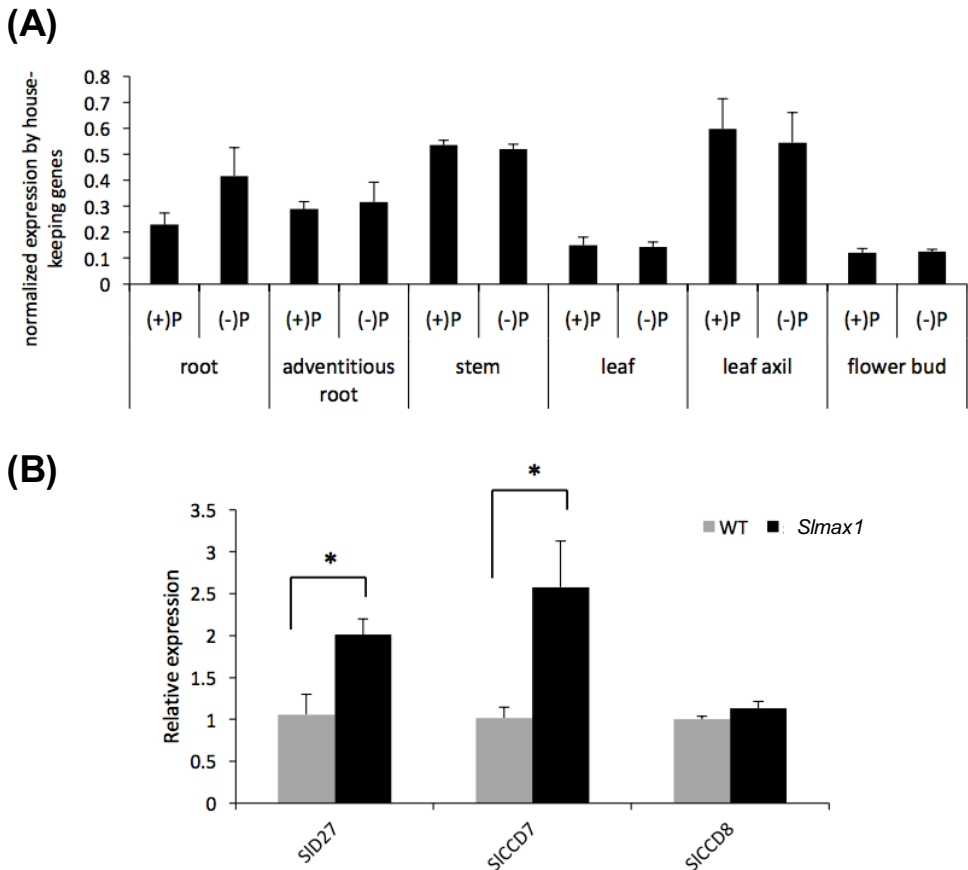 (A)
normalized expression by house-
keeping genes
0.8
0.7
0.6
0.5
0.4
0.3
0.2
0.1
0
(+)P (-)P (+)P (-)P (+)P (-)P (+)P (-)P (+)P (-)P (+)P (-)P
root adventitious stem leaf leaf axil flower bud
root
(B)
Relative expression
3.5
3
2.5
2
1.5
1
0.5
0
*
*
WT Slmax1
SlD27 SlCCD7 SlCCD8